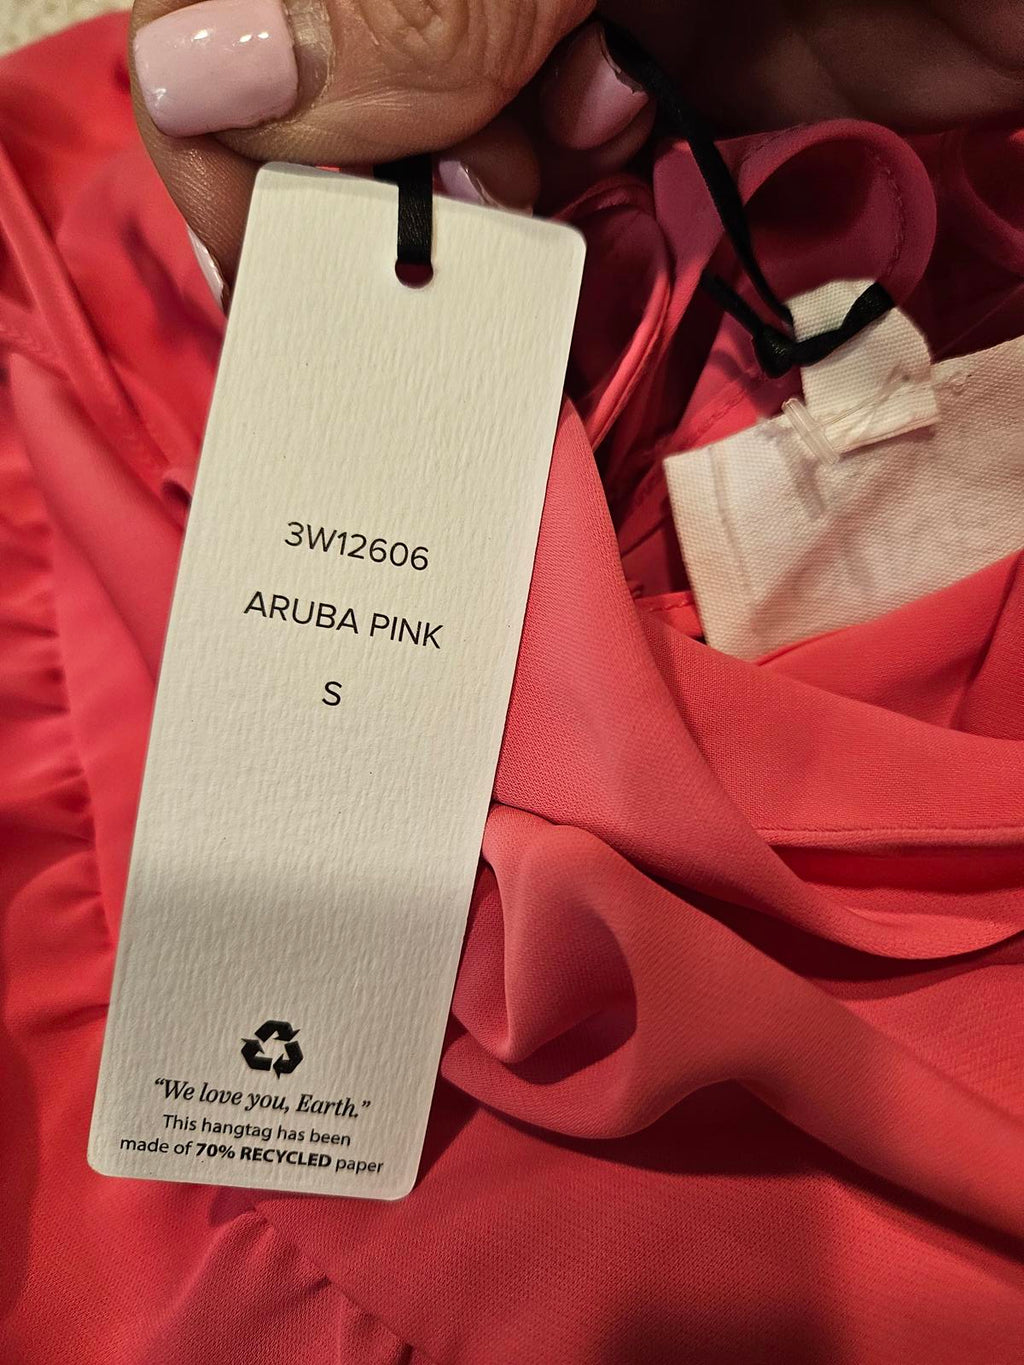 3W12606
ARUBA PINK
S
“We love you, Earth.”
This hangtag has been
made of 70% RECYCLED paper